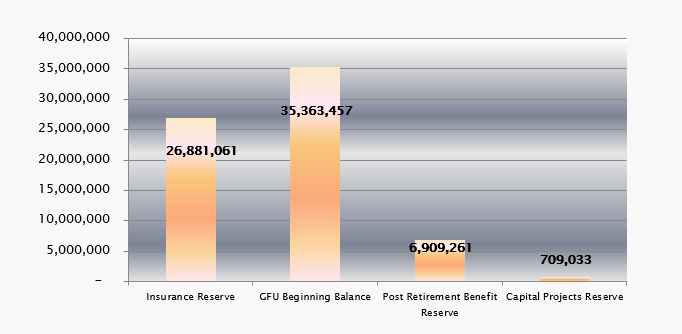 40,000,000
35,000,000
30,000,000
25,000,000
20,000,000
15,000,000
10,000,000
5,000,000
–
26,881,061
35,363,457
6,909,261
709,033
Insurance Reserve
GFU Beginning Balance
Post Retirement Benefit
Reserve
Capital Projects Reserve